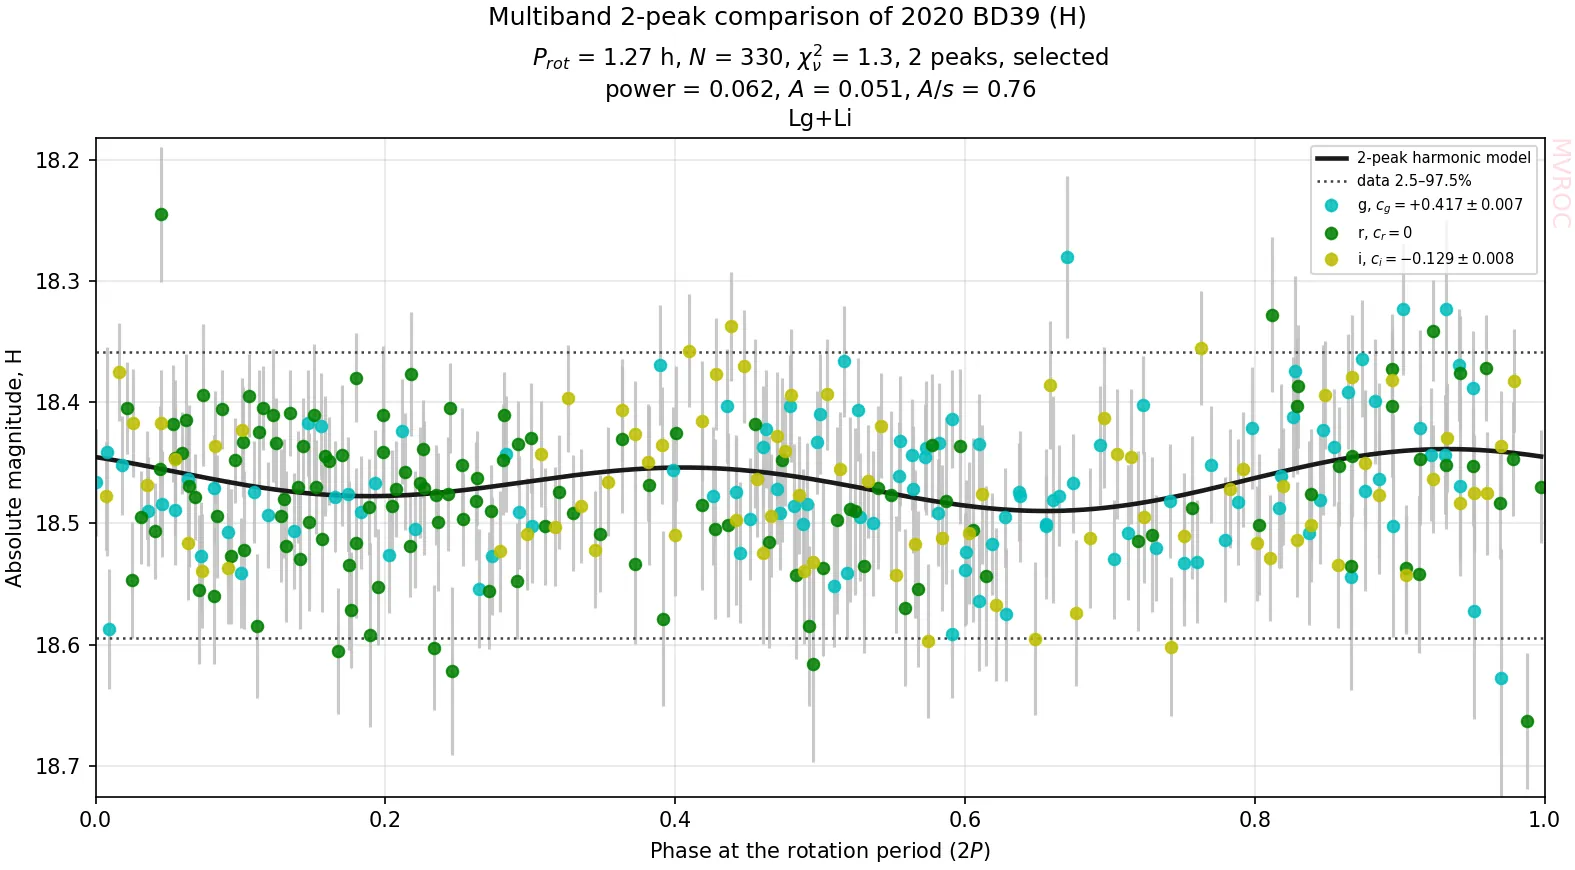 Multiband 2-peak comparison of 2020 BD39 (H)
P_rot = 1.27 h, N = 330, χ²_ν = 1.3, 2 peaks, selected
power = 0.062, A = 0.051, A/s = 0.76
Lg+Li
2-peak harmonic model
data 2.5–97.5%
g, c_g = +0.417 ± 0.007
r, c_r = 0
i, c_i = −0.129 ± 0.008
MVROC
Absolute magnitude, H
18.2
18.3
18.4
18.5
18.6
18.7
0.0 0.2 0.4 0.6 0.8 1.0
Phase at the rotation period (2P)